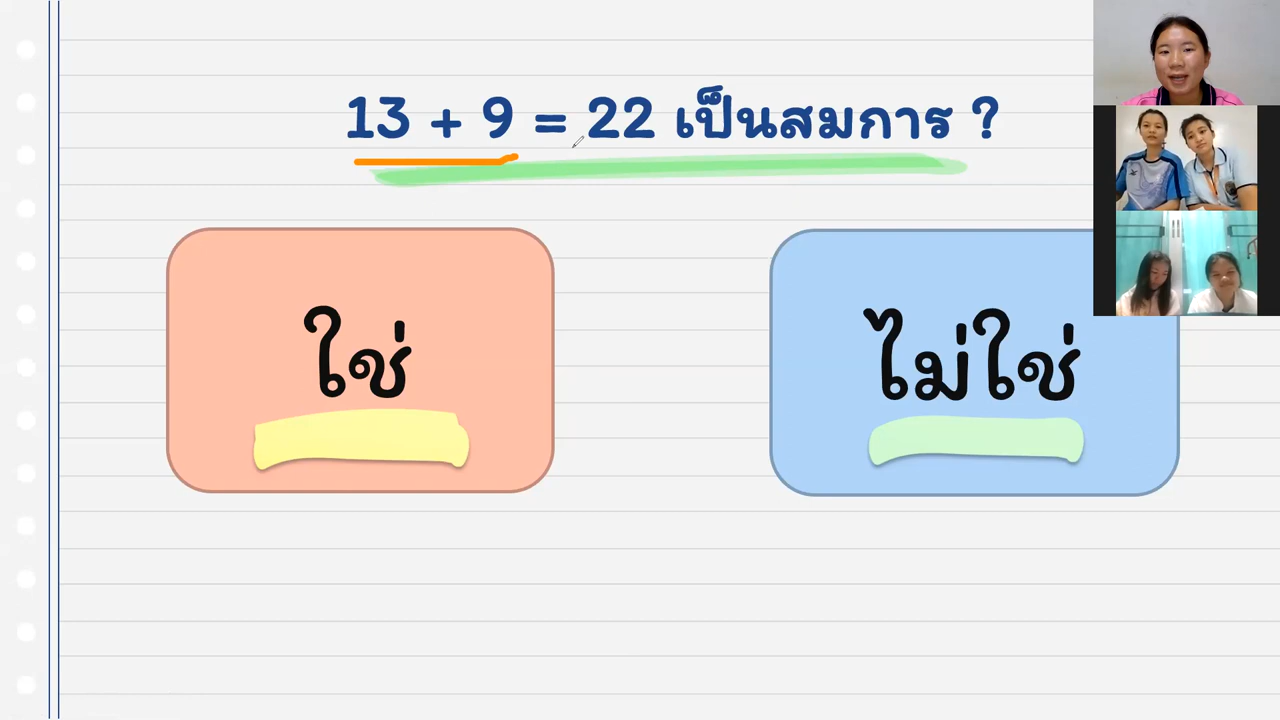 13 + 9 = 22 เป็นสมการ ?
ใช่
ไม่ใช่